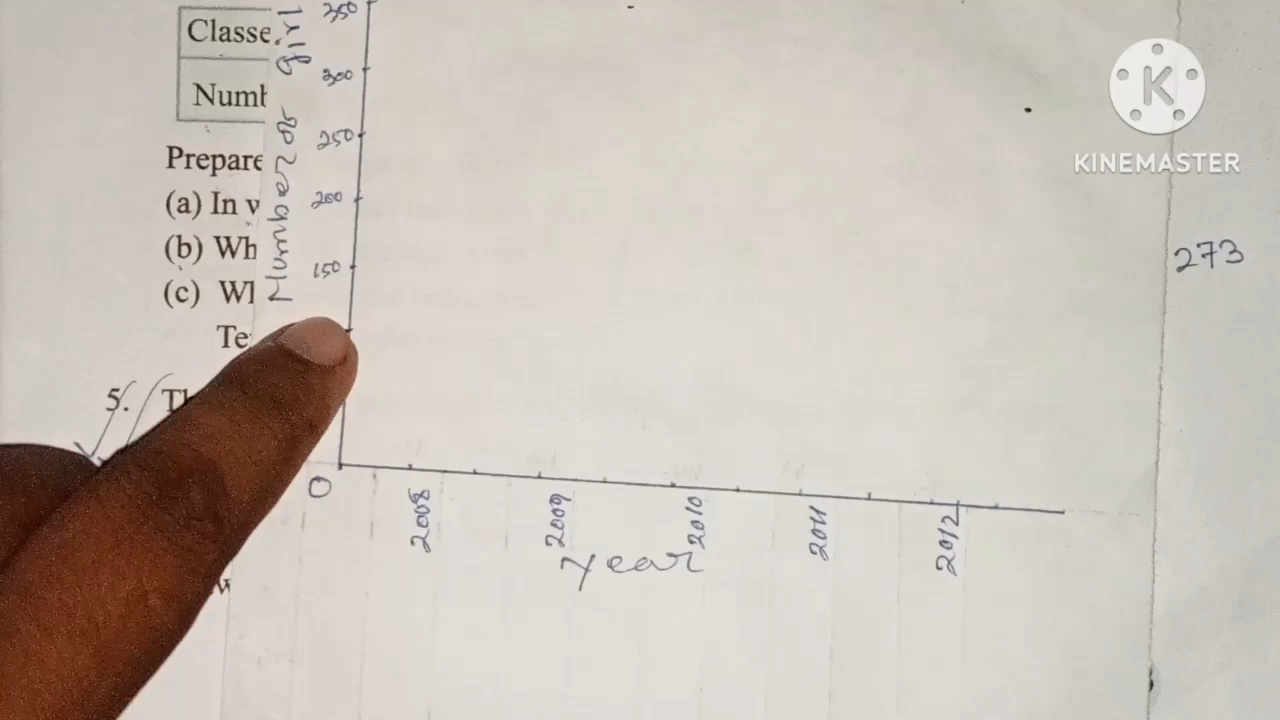 Classe
Numb
Prepare
(a) In v
(b) Wh
(c) Wl
Te
5. Th
w
Number of girl
350
300
250
200
150
0
2008
2009
2010
2011
2012
Year
273
K
KINEMASTER